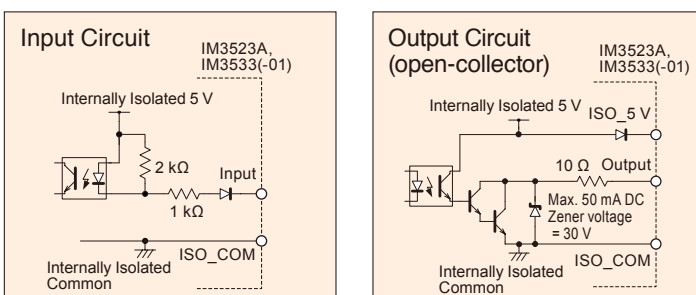 Input Circuit
IM3523A,
IM3533(-01)
Internally Isolated 5 V
2 kΩ
Input
1 kΩ
ISO_COM
Internally Isolated
Common
Output Circuit
(open-collector)
IM3523A,
IM3533(-01)
Internally Isolated 5 V
ISO_5 V
10 Ω
Output
Max. 50 mA DC
Zener voltage
= 30 V
ISO_COM
Internally Isolated
Common